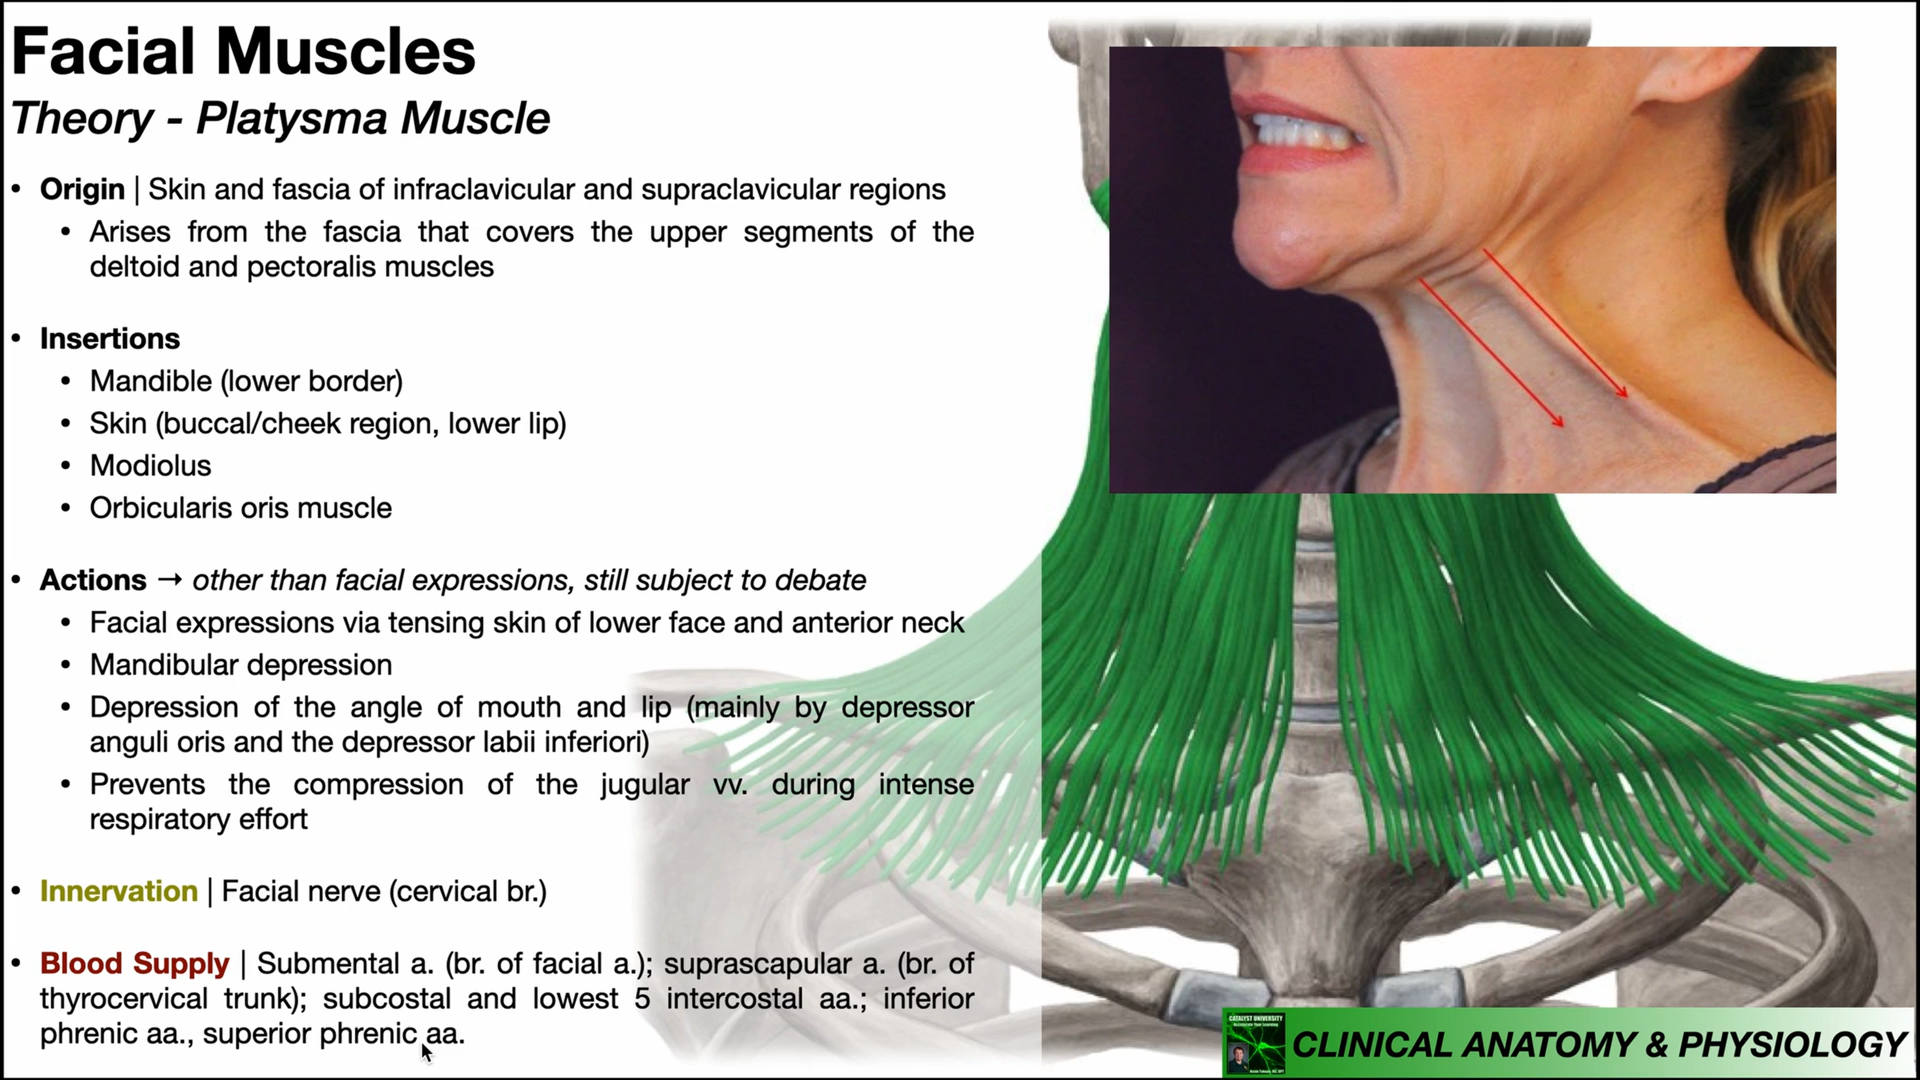 Facial Muscles
Theory - Platysma Muscle
• Origin | Skin and fascia of infraclavicular and supraclavicular regions
• Arises from the fascia that covers the upper segments of the
deltoid and pectoralis muscles
• Insertions
• Mandible (lower border)
• Skin (buccal/cheek region, lower lip)
• Modiolus
• Orbicularis oris muscle
• Actions → other than facial expressions, still subject to debate
• Facial expressions via tensing skin of lower face and anterior neck
• Mandibular depression
• Depression of the angle of mouth and lip (mainly by depressor
anguli oris and the depressor labii inferiori)
• Prevents the compression of the jugular vv. during intense
respiratory effort
• Innervation | Facial nerve (cervical br.)
• Blood Supply | Submental a. (br. of facial a.); suprascapular a. (br. of
thyrocervical trunk); subcostal and lowest 5 intercostal aa.; inferior
phrenic aa., superior phrenic aa.
CATALYST UNIVERSITY
CLINICAL ANATOMY & PHYSIOLOGY